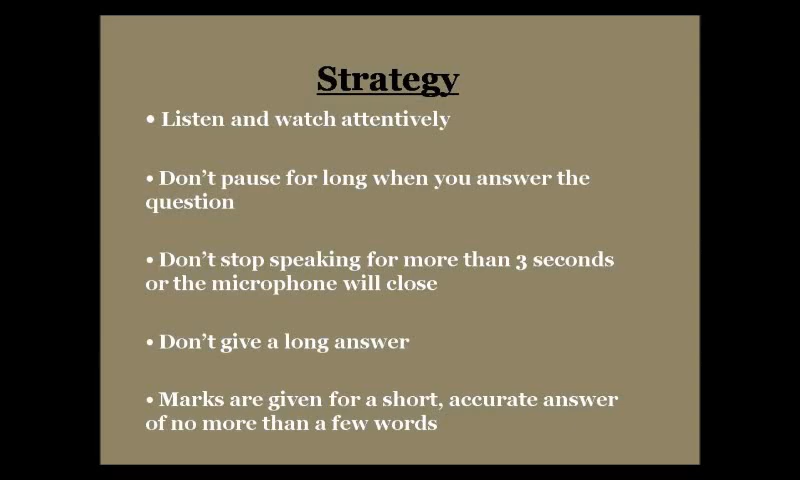 Strategy
• Listen and watch attentively
• Don’t pause for long when you answer the
question
• Don’t stop speaking for more than 3 seconds
or the microphone will close
• Don’t give a long answer
• Marks are given for a short, accurate answer
of no more than a few words